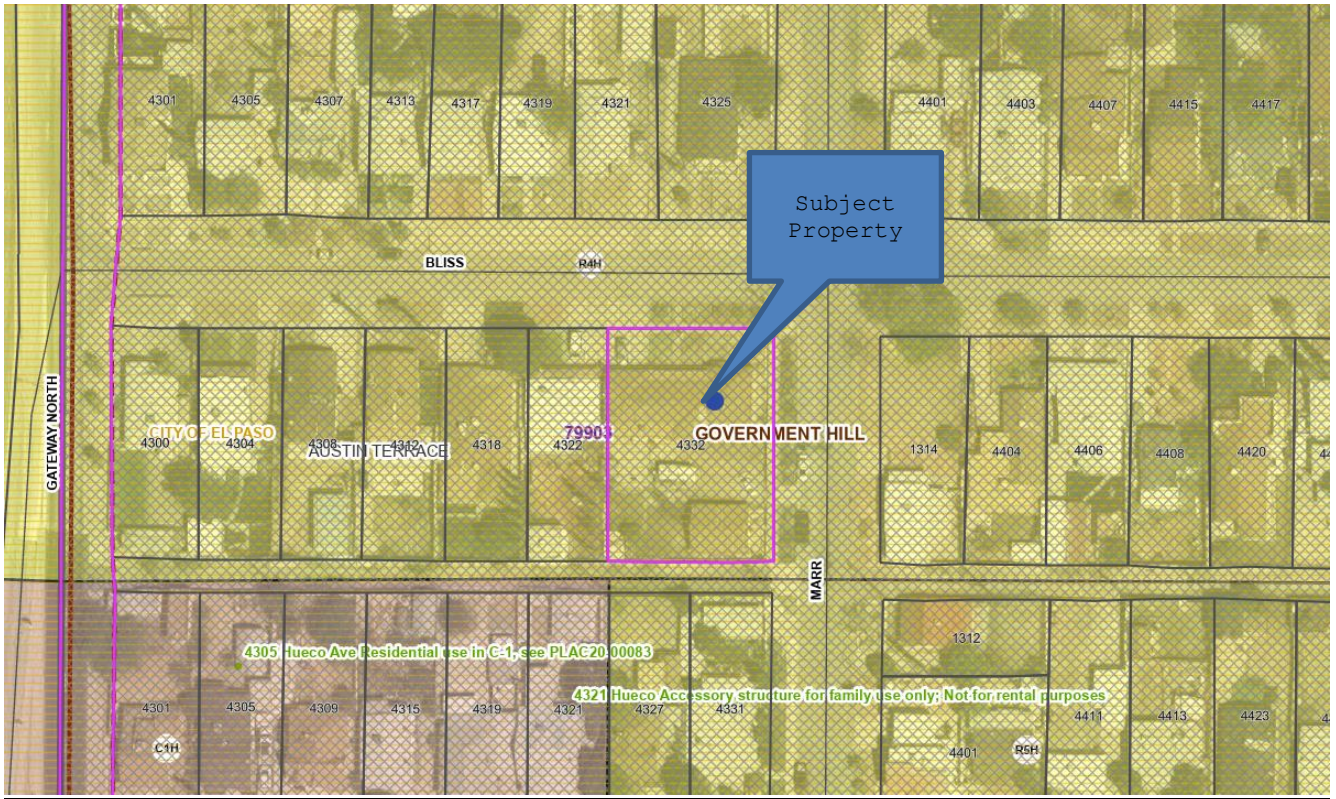 4301 4305 4307 4313 4317 4319 4321 4325 4401 4403 4407 4415 4417
Subject
Property
BLISS R4H
GATEWAY NORTH
CITY OF EL PASO 79903 GOVERNMENT HILL
4300 4304 4308 4312 4318 4322 4332 1314 4404 4406 4408 4420
AUSTIN TERRACE
MARR
1312
4305 Hueco Ave Residential use in C-1, see PLAC20-00083
4321 Hueco Accessory structure for family use only; Not for rental purposes
4301 4305 4309 4315 4319 4321 4327 4331 4411 4413 4423
C1H 4401 R5H